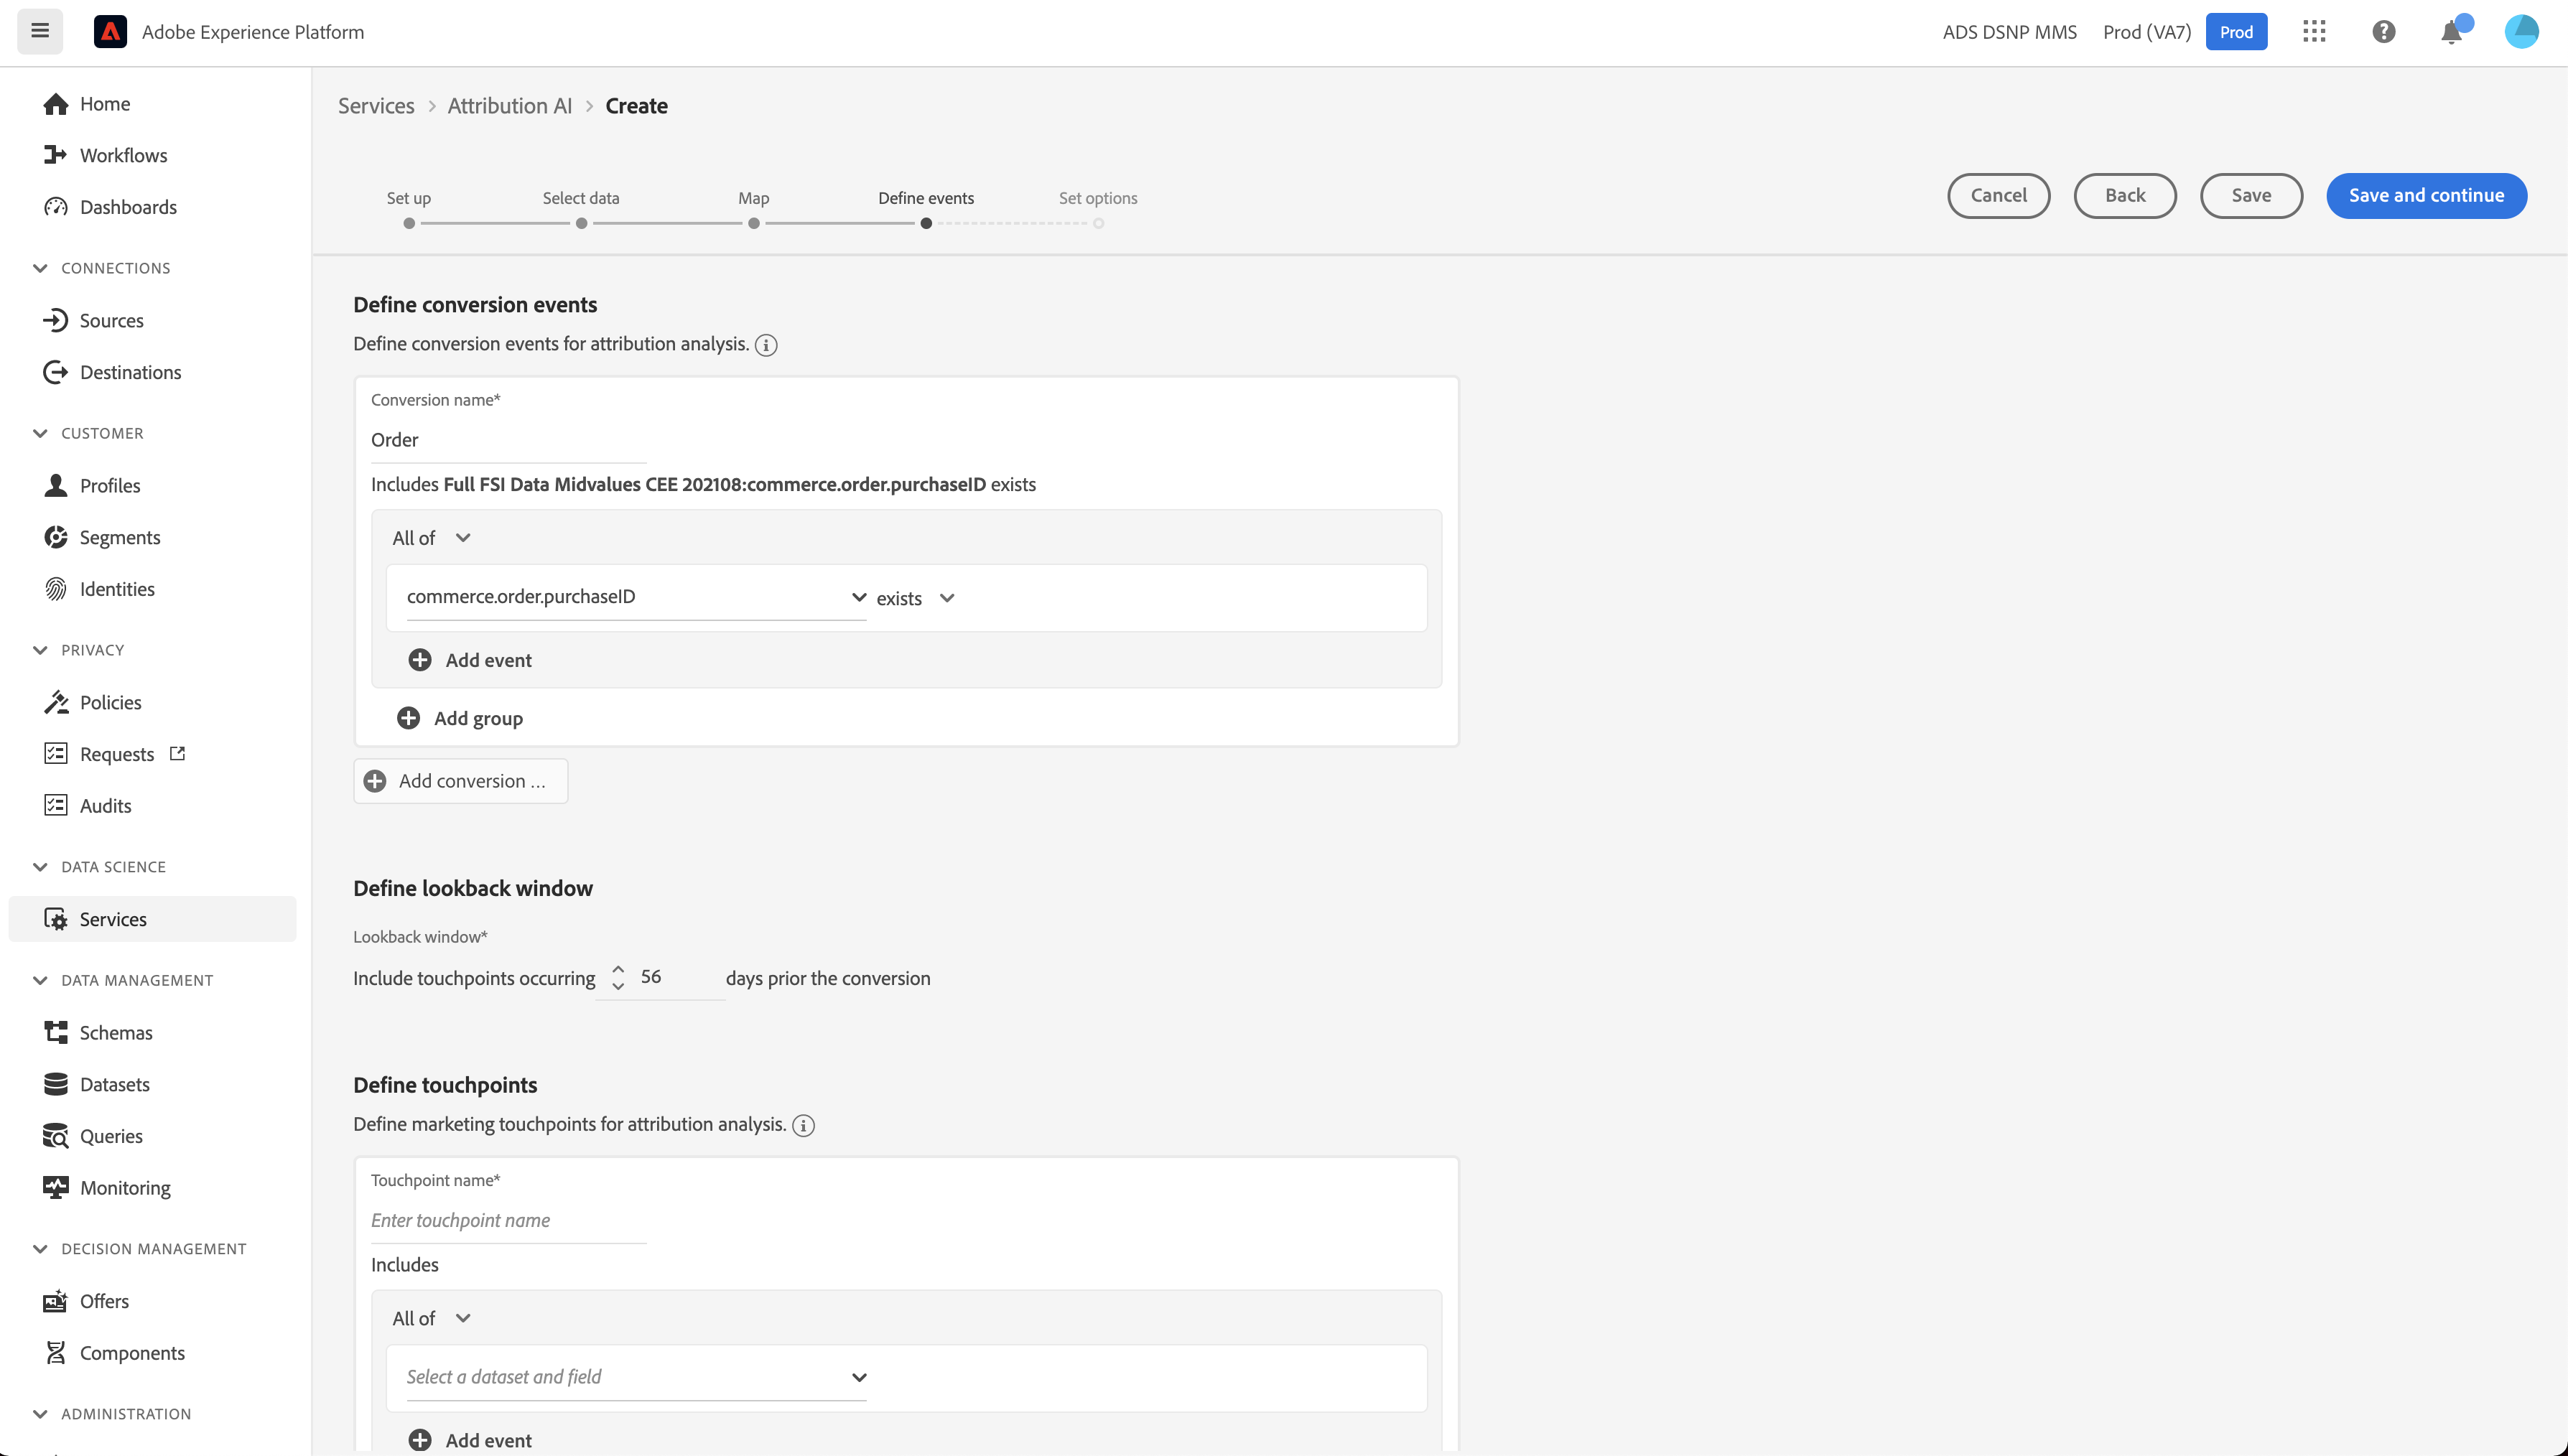 Adobe Experience Platform
ADS DSNP MMS Prod (VA7) Prod
Home
Workflows
Dashboards
CONNECTIONS
Sources
Destinations
CUSTOMER
Profiles
Segments
Identities
PRIVACY
Policies
Requests
Audits
DATA SCIENCE
Services
DATA MANAGEMENT
Schemas
Datasets
Queries
Monitoring
DECISION MANAGEMENT
Offers
Components
ADMINISTRATION
Services > Attribution AI > Create
Set up Select data Map Define events Set options
Cancel Back Save Save and continue
Define conversion events
Define conversion events for attribution analysis.
Conversion name*
Order
Includes Full FSI Data Midvalues CEE 202108:commerce.order.purchaseID exists
All of
commerce.order.purchaseID exists
Add event
Add group
Add conversion ...
Define lookback window
Lookback window*
Include touchpoints occurring 56 days prior the conversion
Define touchpoints
Define marketing touchpoints for attribution analysis.
Touchpoint name*
Enter touchpoint name
Includes
All of
Select a dataset and field
Add event